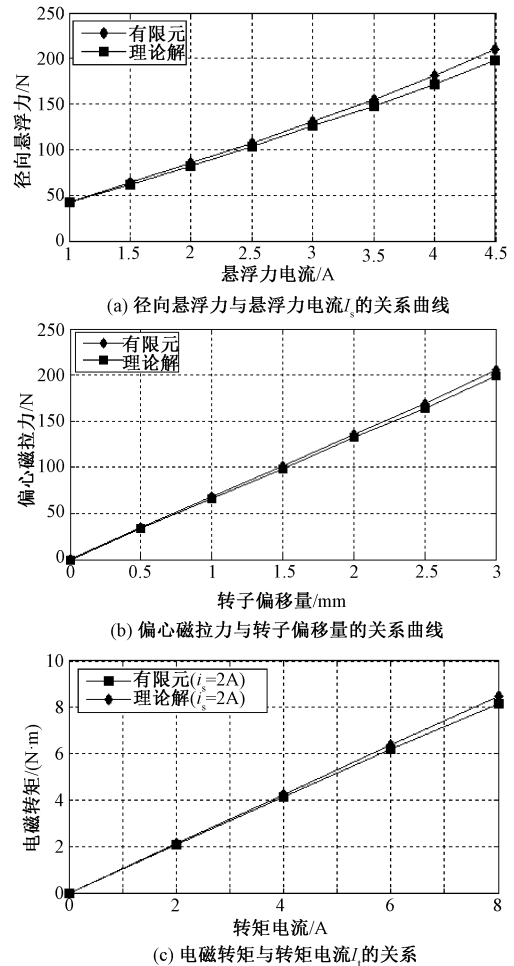 250
200
150
100
50
0
有限元
理论解
径向悬浮力/N
1 1.5 2 2.5 3 3.5 4 4.5
悬浮力电流/A
(a) 径向悬浮力与悬浮力电流Is的关系曲线
250
200
150
100
50
0
有限元
理论解
偏心磁拉力/N
0 0.5 1 1.5 2 2.5 3
转子偏移量/mm
(b) 偏心磁拉力与转子偏移量的关系曲线
10
8
6
4
2
0
有限元(is=2A)
理论解(is=2A)
电磁转矩/(N·m)
0 2 4 6 8
转矩电流/A
(c) 电磁转矩与转矩电流It的关系